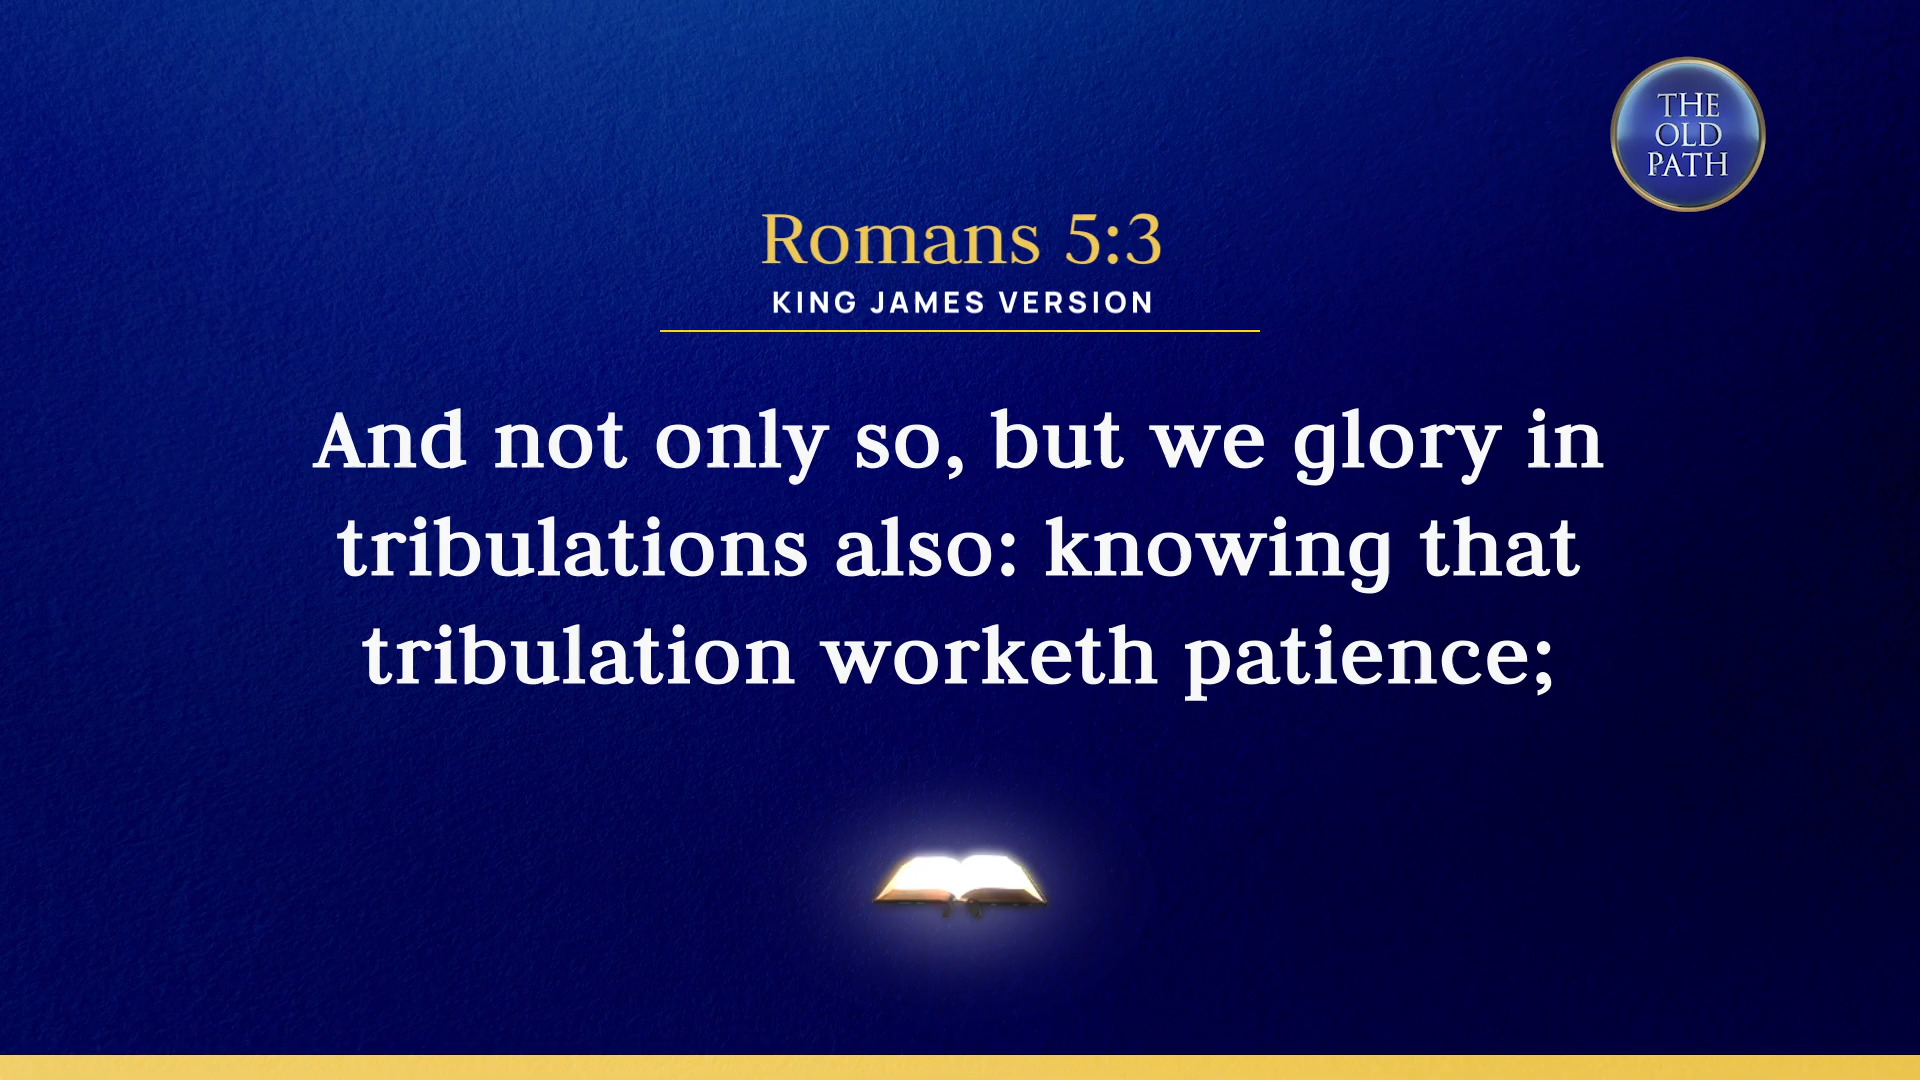 THE
OLD
PATH
Romans 5:3
KING JAMES VERSION
And not only so, but we glory in
tribulations also: knowing that
tribulation worketh patience;